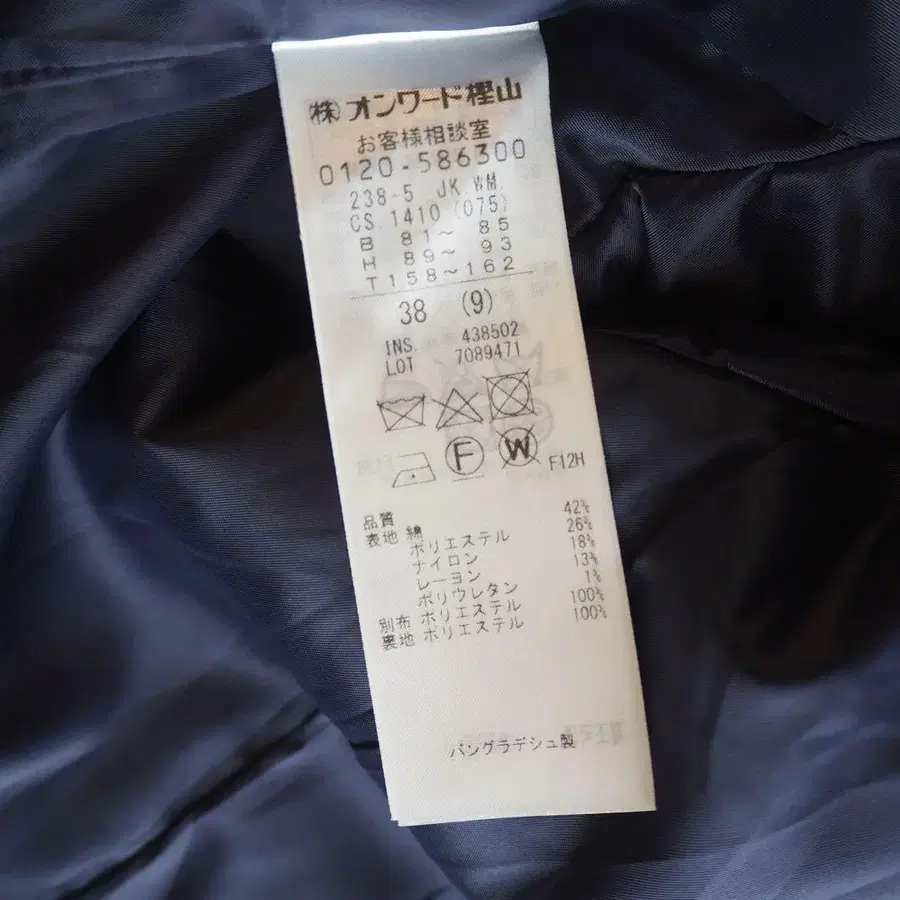 ㈱オンワード樫山
お客様相談室
0120-586300
238-5 JK.WM.
CS.1410 (075)
B 81～ 85
H 89～ 93
T 158～162
38 (9)
INS. 438502
LOT 7089471
F W F12H
品質
表地 綿 42%
ポリエステル 26%
ナイロン 18%
レーヨン 13%
ポリウレタン 1%
別布 ポリエステル 100%
裏地 ポリエステル 100%
バングラデシュ製